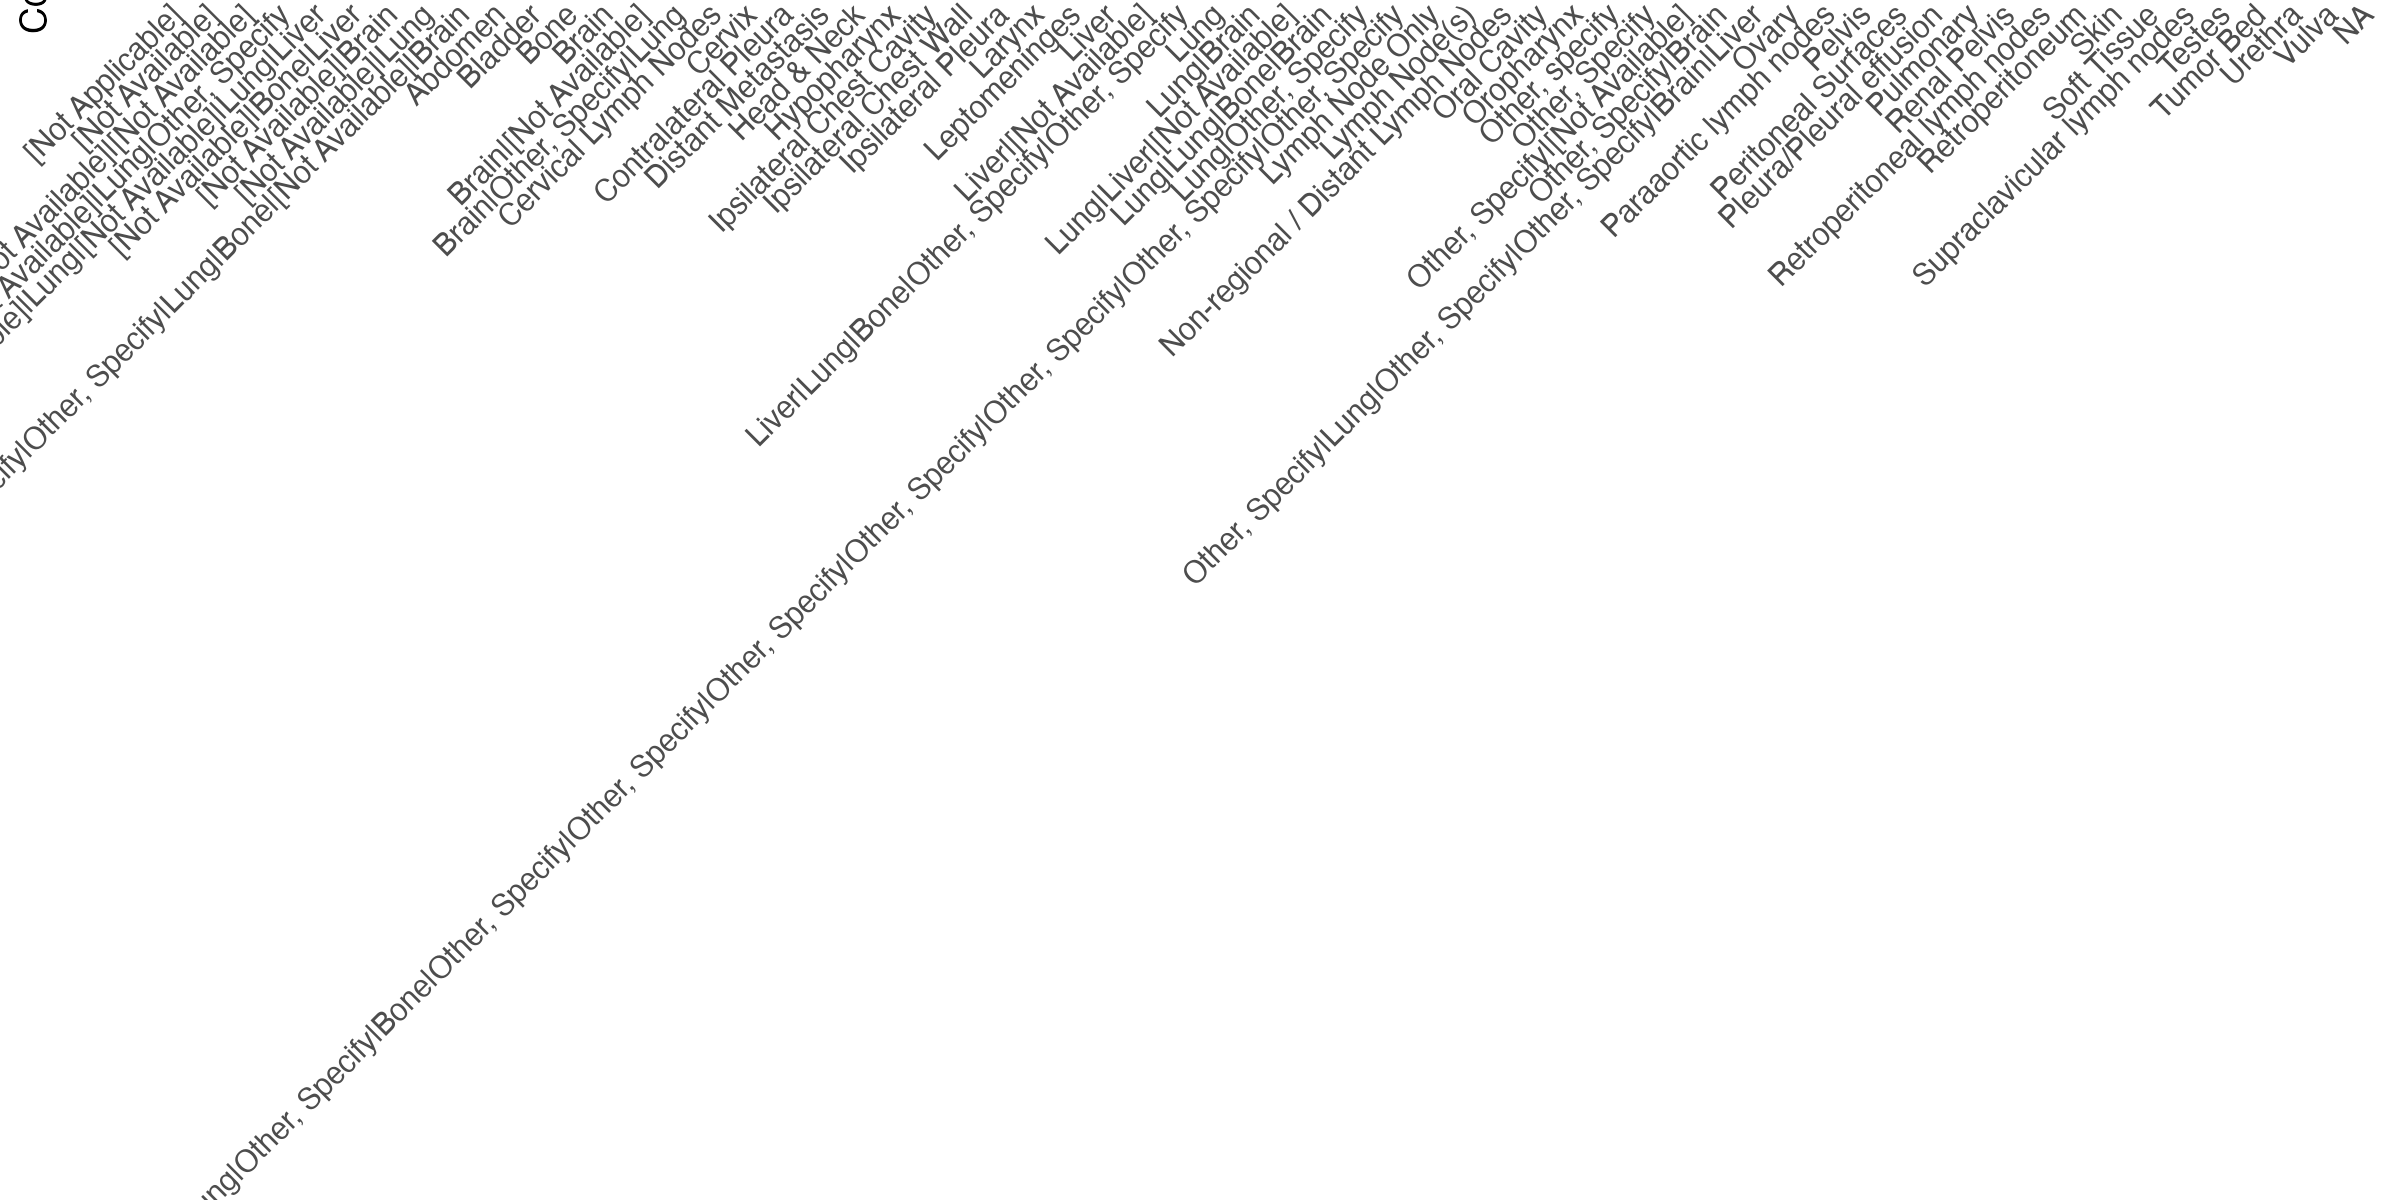 Co
[Not Applicable]
[Not Available]
ot Available]|[Not Available]
Available]|Lung|Other, Specify
ble]|Lung|[Not Available]|Lung|Liver
[Not Available]|Bone|Liver
[Not Available]|Brain
[Not Available]|Lung
cify|Other, Specify|Lung|Bone|[Not Available]|Brain
Abdomen
Bladder
Bone
Brain
Brain|[Not Available]
Brain|Other, Specify|Lung
Cervical Lymph Nodes
Cervix
Contralateral Pleura
Distant Metastasis
Head & Neck
Hypopharynx
Ipsilateral Chest Cavity
Ipsilateral Chest Wall
Ipsilateral Pleura
Larynx
Leptomeninges
Liver
Liver|[Not Available]
Liver|Lung|Bone|Other, Specify|Other, Specify
Lung
Lung|Brain
Lung|Liver|[Not Available]
Lung|Lung|Bone|Brain
Lung|Other, Specify
ung|Other, Specify|Bone|Other, Specify|Other, Specify|Other, Specify|Other, Specify|Other, Specify|Other, Specify|Other, Specify
Lymph Node Only
Lymph Node(s)
Non-regional / Distant Lymph Nodes
Oral Cavity
Oropharynx
Other, specify
Other, Specify
Other, Specify|[Not Available]
Other, Specify|Brain
Other, Specify|Lung|Other, Specify|Other, Specify|Brain|Liver
Ovary
Paraaortic lymph nodes
Pelvis
Peritoneal Surfaces
Pleura/Pleural effusion
Pulmonary
Renal Pelvis
Retroperitoneal lymph nodes
Retroperitoneum
Skin
Soft Tissue
Supraclavicular lymph nodes
Testes
Tumor Bed
Urethra
Vulva
NA